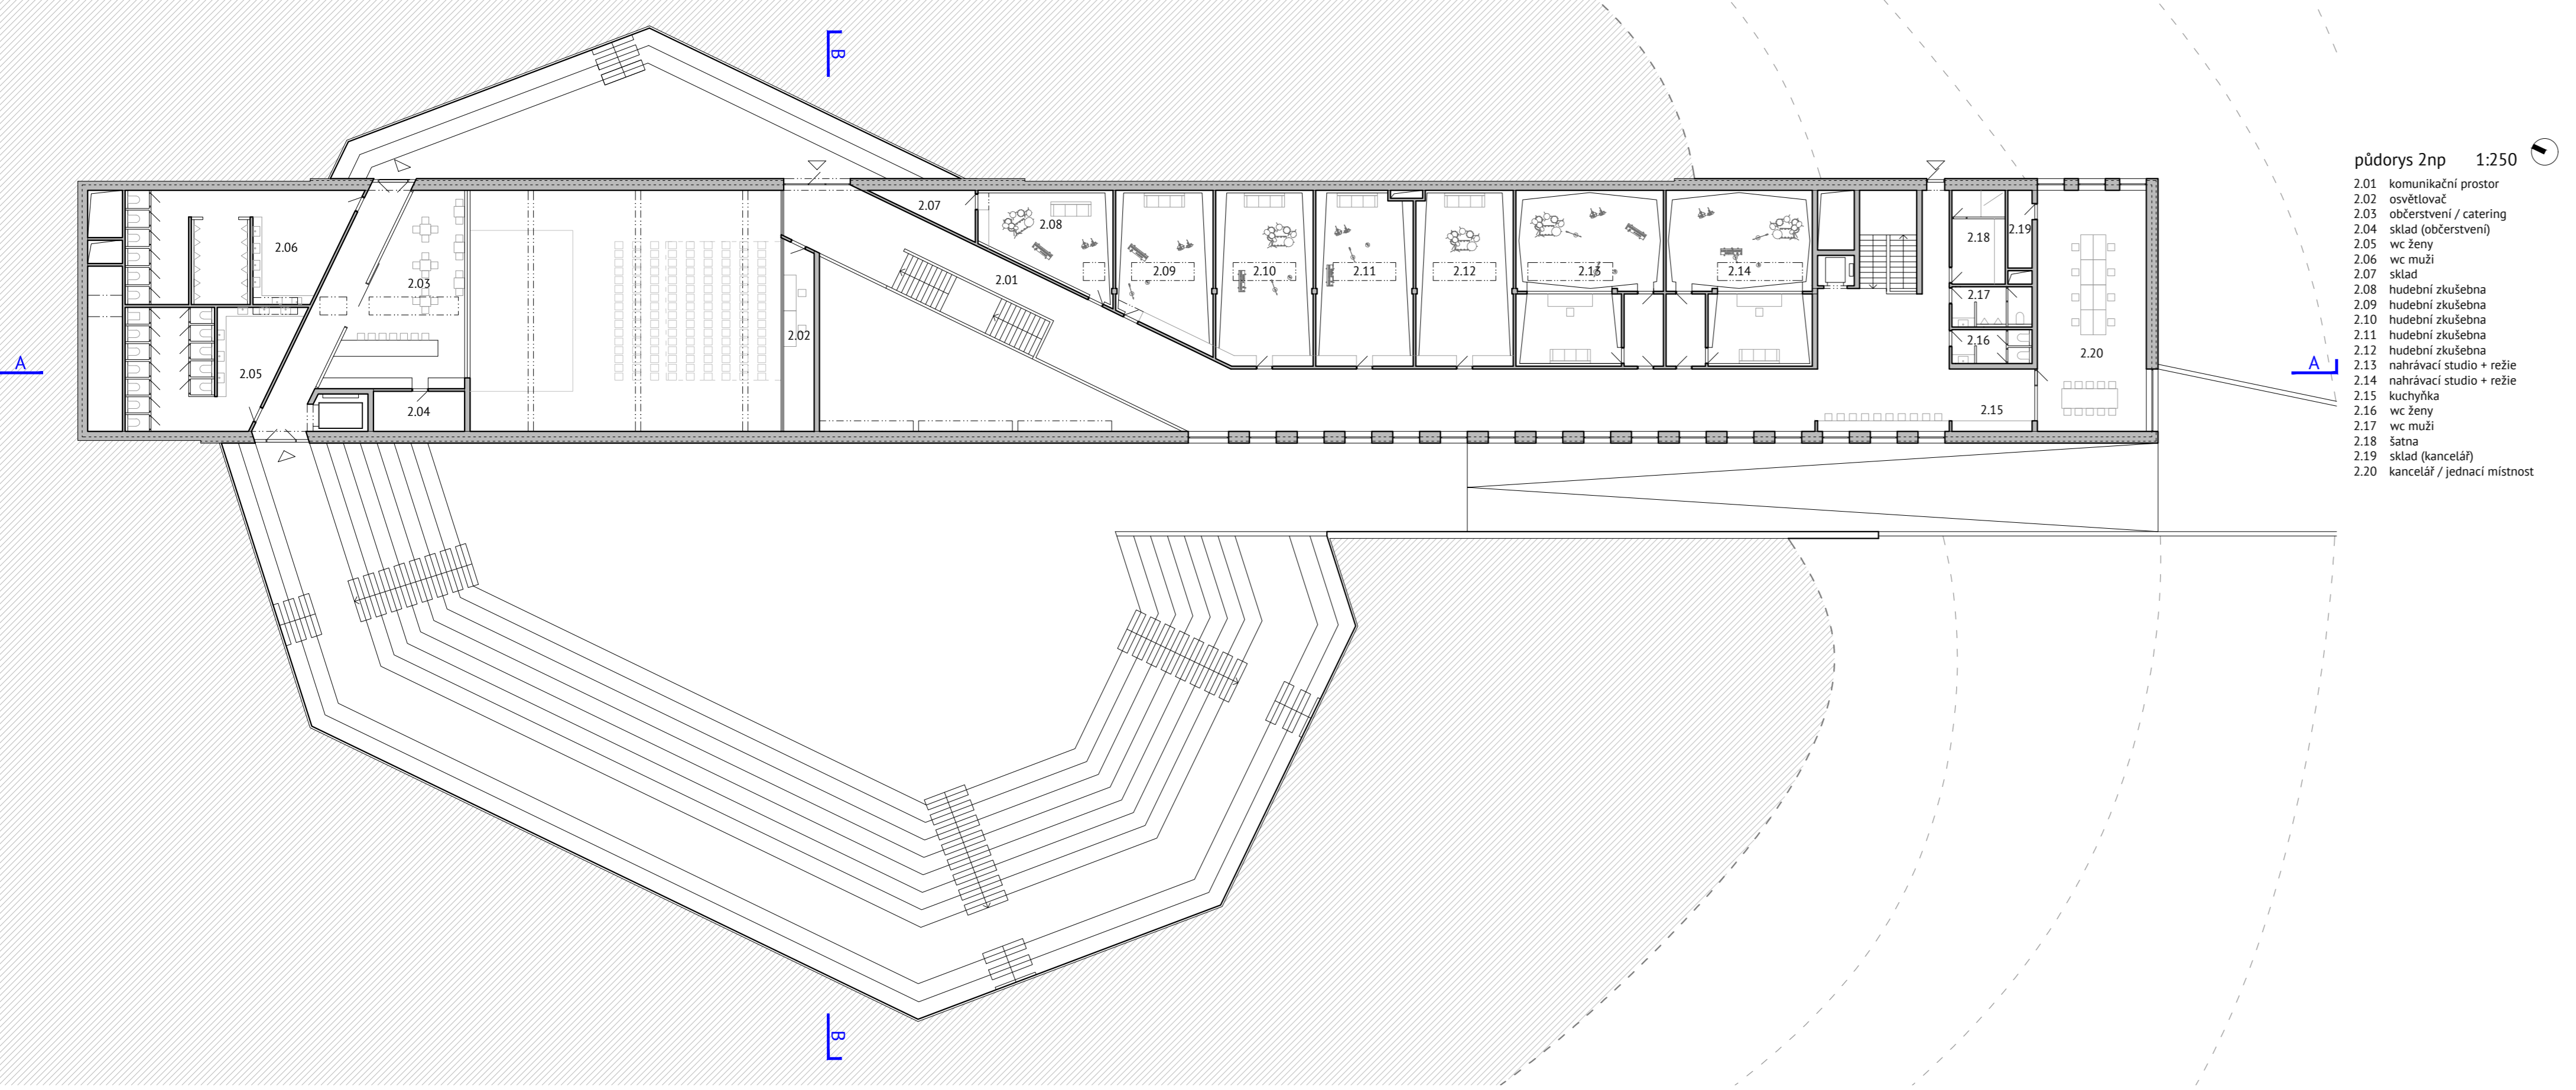 B
půdorys 2np 1:250
2.01 komunikační prostor
2.02 osvětlovač
2.03 občerstvení / catering
2.04 sklad (občerstvení)
2.05 wc ženy
2.06 wc muži
2.07 sklad
2.08 hudební zkušebna
2.09 hudební zkušebna
2.10 hudební zkušebna
2.11 hudební zkušebna
2.12 hudební zkušebna
2.13 nahrávací studio + režie
2.14 nahrávací studio + režie
2.15 kuchyňka
2.16 wc ženy
2.17 wc muži
2.18 šatna
2.19 sklad (kancelář)
2.20 kancelář / jednací místnost
2.07
2.08
2.06
2.18
2.19
2.03
2.01
2.09
2.10
2.11
2.12
2.13
2.14
2.17
2.02
2.16
2.20
A
2.05
A
2.04
2.15
B